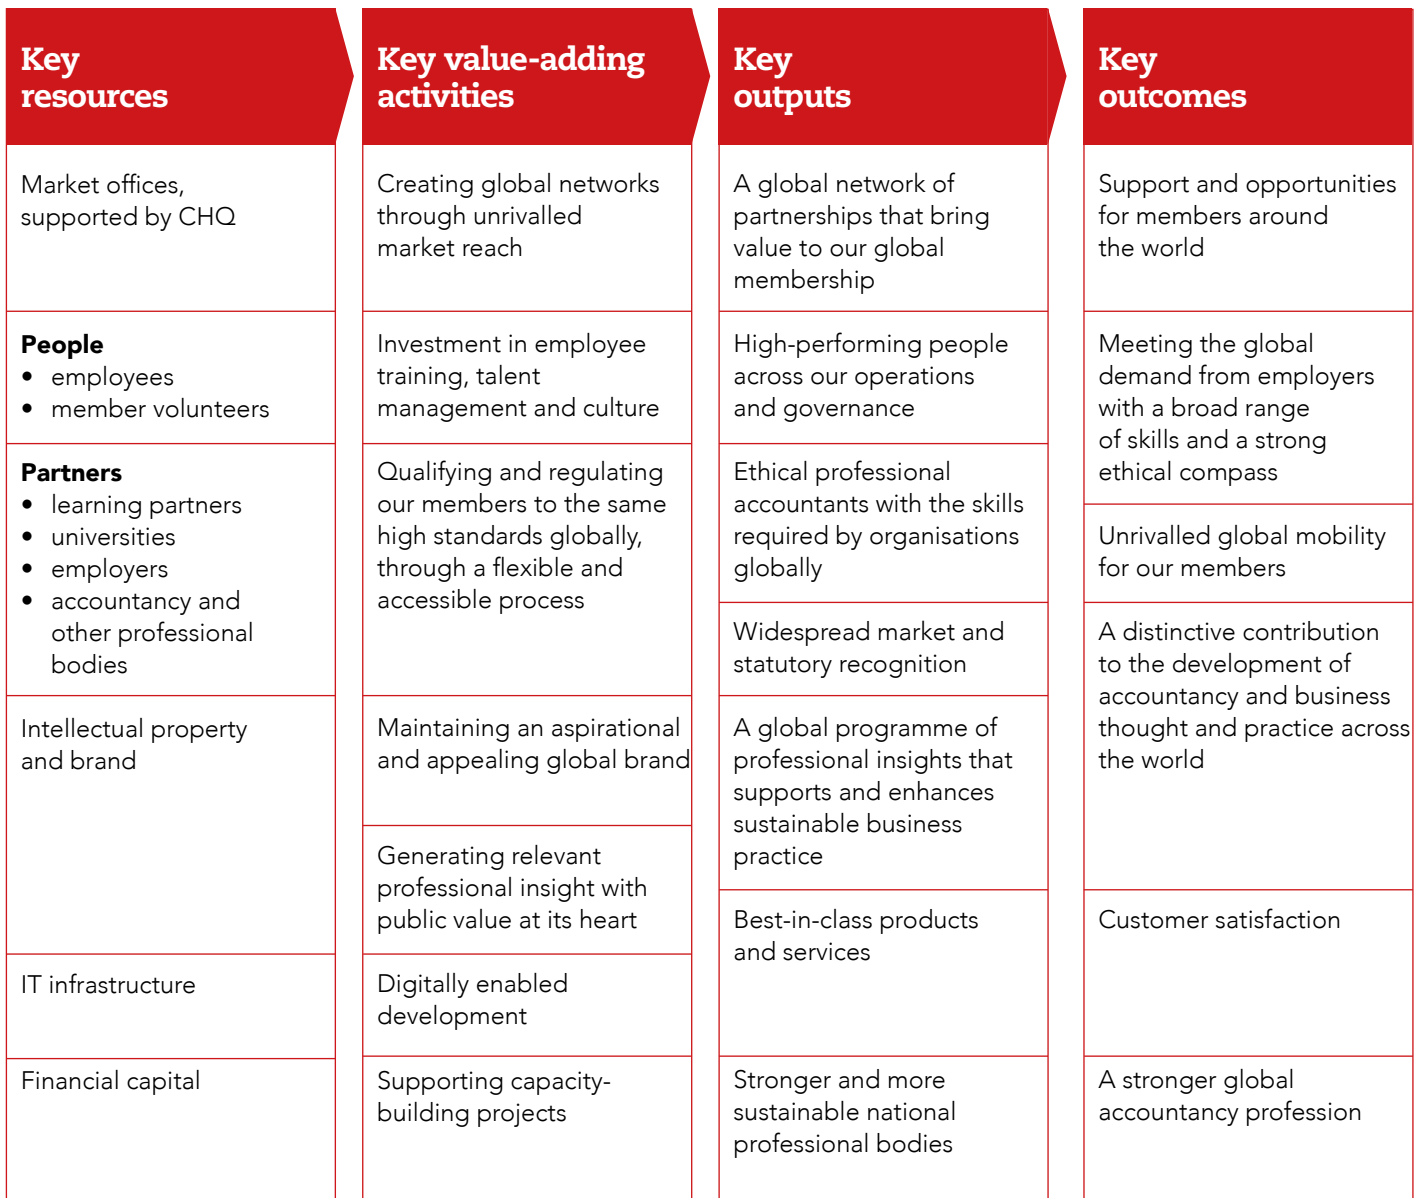 Key
resources
Market offices,
supported by CHQ
People
• employees
• member volunteers
Partners
• learning partners
• universities
• employers
• accountancy and
other professional
bodies
Intellectual property
and brand
IT infrastructure
Financial capital
Key value-adding
activities
Creating global networks
through unrivalled
market reach
Investment in employee
training, talent
management and culture
Qualifying and regulating
our members to the same
high standards globally,
through a flexible and
accessible process
Maintaining an aspirational
and appealing global brand
Generating relevant
professional insight with
public value at its heart
Digitally enabled
development
Supporting capacity-
building projects
Key
outputs
A global network of
partnerships that bring
value to our global
membership
High-performing people
across our operations
and governance
Ethical professional
accountants with the skills
required by organisations
globally
Widespread market and
statutory recognition
A global programme of
professional insights that
supports and enhances
sustainable business
practice
Best-in-class products
and services
Stronger and more
sustainable national
professional bodies
Key
outcomes
Support and opportunities
for members around
the world
Meeting the global
demand from employers
with a broad range
of skills and a strong
ethical compass
Unrivalled global mobility
for our members
A distinctive contribution
to the development of
accountancy and business
thought and practice across
the world
Customer satisfaction
A stronger global
accountancy profession